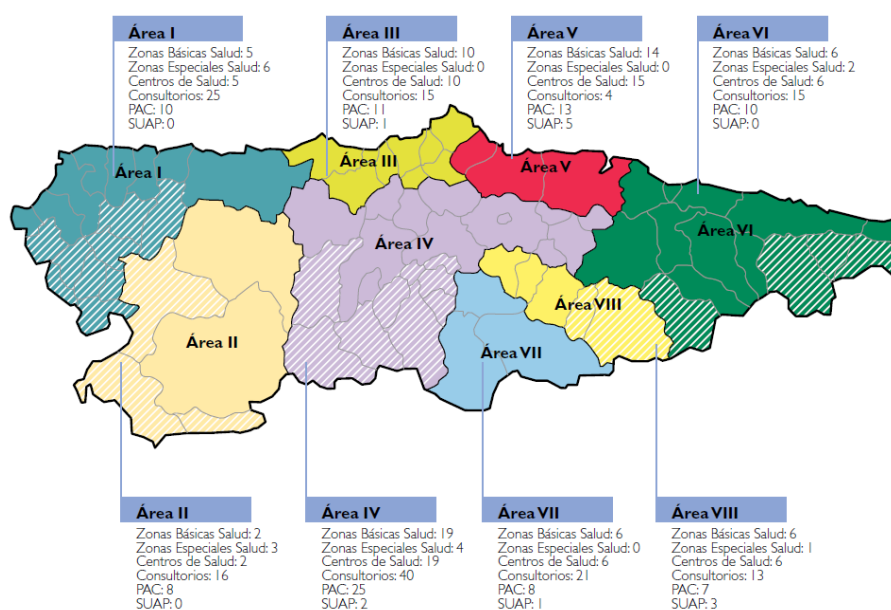 Área I
Zonas Básicas Salud: 5
Zonas Especiales Salud: 6
Centros de Salud: 5
Consultorios: 25
PAC: 10
SUAP: 0
Área III
Zonas Básicas Salud: 10
Zonas Especiales Salud: 0
Centros de Salud: 10
Consultorios: 15
PAC: 11
SUAP: 1
Área V
Zonas Básicas Salud: 14
Zonas Especiales Salud: 0
Centros de Salud: 15
Consultorios: 4
PAC: 13
SUAP: 5
Área VI
Zonas Básicas Salud: 6
Zonas Especiales Salud: 2
Centros de Salud: 6
Consultorios: 15
PAC: 10
SUAP: 0
Área I
Área III
Área V
Área IV
Área VI
Área II
Área VIII
Área VII
Área II
Zonas Básicas Salud: 2
Zonas Especiales Salud: 3
Centros de Salud: 2
Consultorios: 16
PAC: 8
SUAP: 0
Área IV
Zonas Básicas Salud: 19
Zonas Especiales Salud: 4
Centros de Salud: 19
Consultorios: 40
PAC: 25
SUAP: 2
Área VII
Zonas Básicas Salud: 6
Zonas Especiales Salud: 0
Centros de Salud: 6
Consultorios: 21
PAC: 8
SUAP: 1
Área VIII
Zonas Básicas Salud: 6
Zonas Especiales Salud: 1
Centros de Salud: 6
Consultorios: 13
PAC: 7
SUAP: 3